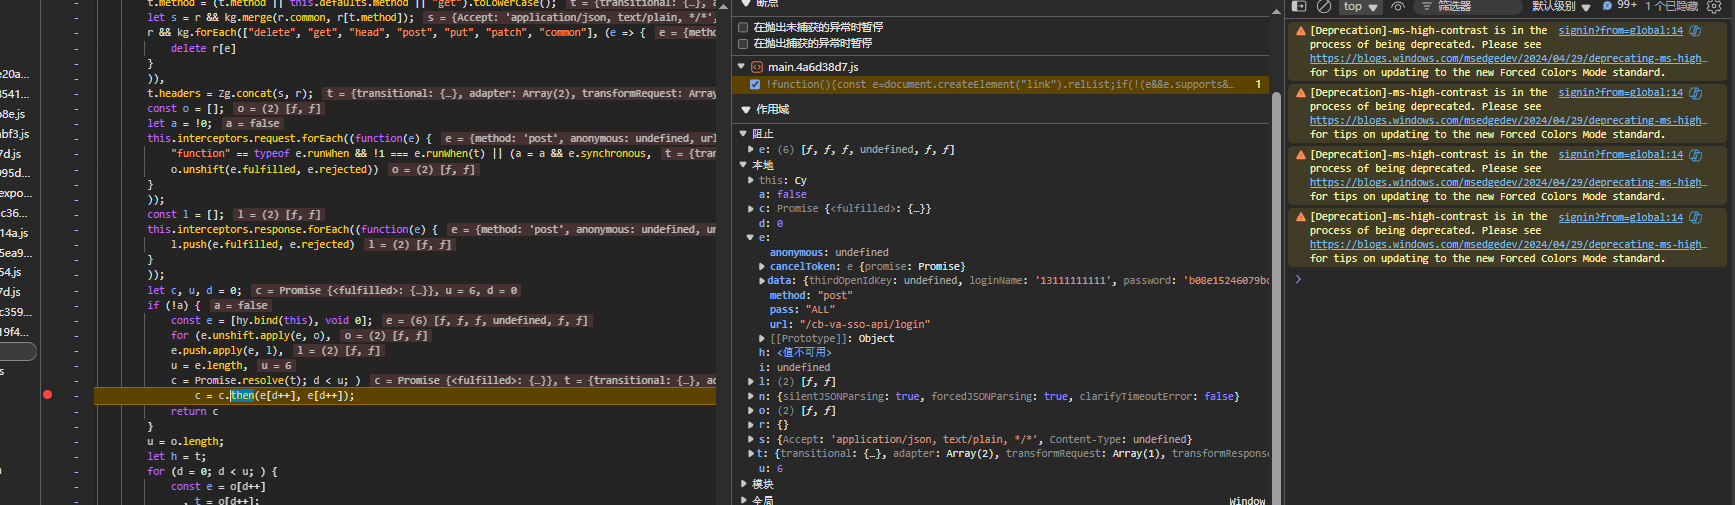 e20a...
8541...
b8e.js
abf3.js
7d.js
995d...
expo...
c36...
14a.js
5ea9...
54.js
7d.js
c359...
19f4...
s
t.method = (t.method || this.defaults.method || "get").toLowerCase(); t = {transitional: {…}, a
let s = r && kg.merge(r.common, r[t.method]); s = {Accept: 'application/json, text/plain, */*',
r && kg.forEach(["delete", "get", "head", "post", "put", "patch", "common"], (e => { e = {metho
delete r[e]
}
)),
t.headers = Zg.concat(s, r); t = {transitional: {…}, adapter: Array(2), transformRequest: Array
const o = []; o = (2) [f, f]
let a = !0; a = false
this.interceptors.request.forEach((function(e) { e = {method: 'post', anonymous: undefined, url
"function" == typeof e.runWhen && !1 === e.runWhen(t) || (a = a && e.synchronous, t = {tran
o.unshift(e.fulfilled, e.rejected)) o = (2) [f, f]
}
));
const l = []; l = (2) [f, f]
this.interceptors.response.forEach((function(e) { e = {method: 'post', anonymous: undefined, ur
l.push(e.fulfilled, e.rejected) l = (2) [f, f]
}
));
let c, u, d = 0; c = Promise {<fulfilled>: {…}}, u = 6, d = 0
if (!a) { a = false
const e = [hy.bind(this), void 0]; e = (6) [f, f, f, undefined, f, f]
for (e.unshift.apply(e, o), o = (2) [f, f]
e.push.apply(e, l), l = (2) [f, f]
u = e.length, u = 6
c = Promise.resolve(t); d < u; ) c = Promise {<fulfilled>: {…}}, t = {transitional: {…}, ad
c = c.then(e[d++], e[d++]);
return c
}
u = o.length;
let h = t;
for (d = 0; d < u; ) {
const e = o[d++]
, t = o[d++];
断点
在抛出未捕获的异常时暂停
在抛出捕获的异常时暂停
main.4a6d38d7.js
!function(){const e=document.createElement("link").relList;if(!(e&&e.supports&… 1
作用域
阻止
e: (6) [f, f, f, undefined, f, f]
本地
this: Cy
a: false
c: Promise {<fulfilled>: {…}}
d: 0
e:
anonymous: undefined
cancelToken: e {promise: Promise}
data: {thirdOpenIdKey: undefined, loginName: '13111111111', password: 'b08e15246079b
method: "post"
pass: "ALL"
url: "/cb-va-sso-api/login"
[[Prototype]]: Object
h: <值不可用>
i: undefined
l: (2) [f, f]
n: {silentJSONParsing: true, forcedJSONParsing: true, clarifyTimeoutError: false}
o: (2) [f, f]
r: {}
s: {Accept: 'application/json, text/plain, */*', Content-Type: undefined}
t: {transitional: {…}, adapter: Array(2), transformRequest: Array(1), transformRespons
u: 6
模块
全局 Window
top 筛选器 默认级别 99+ 1 个已隐藏
[Deprecation]-ms-high-contrast is in the signin?from=global:14
process of being deprecated. Please see
https://blogs.windows.com/msedgedev/2024/04/29/deprecating-ms-high…
for tips on updating to the new Forced Colors Mode standard.
[Deprecation]-ms-high-contrast is in the signin?from=global:14
process of being deprecated. Please see
https://blogs.windows.com/msedgedev/2024/04/29/deprecating-ms-high…
for tips on updating to the new Forced Colors Mode standard.
[Deprecation]-ms-high-contrast is in the signin?from=global:14
process of being deprecated. Please see
https://blogs.windows.com/msedgedev/2024/04/29/deprecating-ms-high…
for tips on updating to the new Forced Colors Mode standard.
[Deprecation]-ms-high-contrast is in the signin?from=global:14
process of being deprecated. Please see
https://blogs.windows.com/msedgedev/2024/04/29/deprecating-ms-high…
for tips on updating to the new Forced Colors Mode standard.